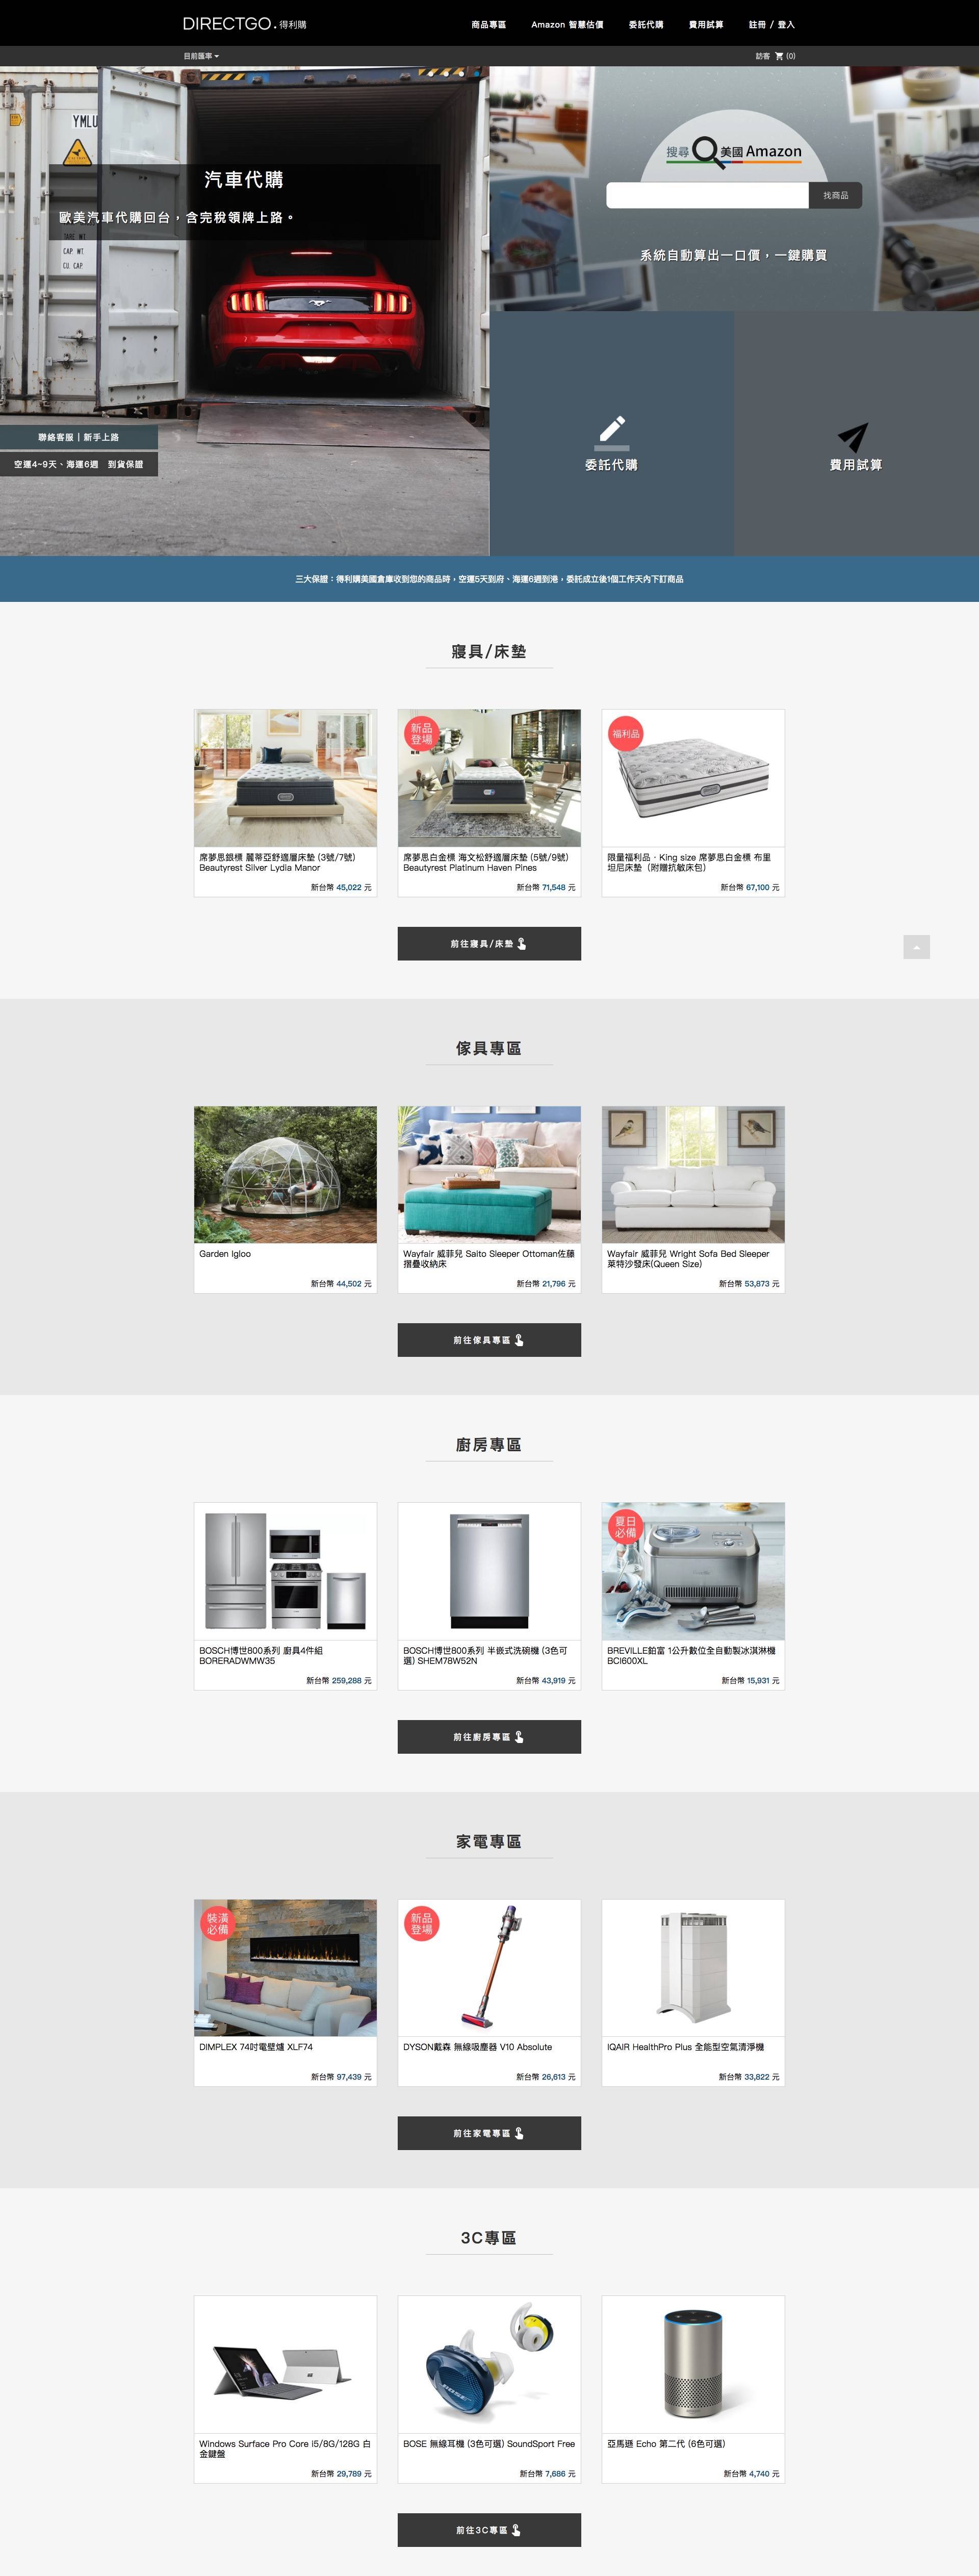 DIRECTGO.得利購
商品專區 Amazon 智慧估價 委託代購 費用試算 註冊 / 登入
目前匯率
訪客 (0)
YMLU
汽車代購
歐美汽車代購回台，含完稅領牌上路。
TARE WT.
CAP. WT.
CU. CAP.
聯絡客服 | 新手上路
空運4~9天、海運6週 到貨保證
搜尋 美國 Amazon
找商品
系統自動算出一口價，一鍵購買
委託代購
費用試算
三大保證：得利購美國倉庫收到您的商品時，空運5天到府、海運6週到港，委託成立後1個工作天內下訂商品
寢具/床墊
席夢思銀標 麗蒂亞舒適層床墊 (3號/7號)
Beautyrest Silver Lydia Manor
新台幣 45,022 元
新品
登場
席夢思白金標 海文松舒適層床墊 (5號/9號)
Beautyrest Platinum Haven Pines
新台幣 71,548 元
福利品
限量福利品 · King size 席夢思白金標 布里
坦尼床墊（附贈抗敏床包）
新台幣 67,100 元
前往寢具/床墊
傢具專區
Garden Igloo
新台幣 44,502 元
Wayfair 威菲兒 Saito Sleeper Ottoman佐藤
摺疊收納床
新台幣 21,796 元
Wayfair 威菲兒 Wright Sofa Bed Sleeper
萊特沙發床(Queen Size)
新台幣 53,873 元
前往傢具專區
廚房專區
BOSCH博世800系列 廚具4件組
BORERADWMW35
新台幣 259,288 元
BOSCH博世800系列 半嵌式洗碗機 (3色可
選) SHEM78W52N
新台幣 43,919 元
夏日
必備
BREVILLE鉑富 1公升數位全自動製冰淇淋機
BCI600XL
新台幣 15,931 元
前往廚房專區
家電專區
裝潢
必備
DIMPLEX 74吋電壁爐 XLF74
新台幣 97,439 元
新品
登場
DYSON戴森 無線吸塵器 V10 Absolute
新台幣 26,613 元
IQAIR HealthPro Plus 全能型空氣清淨機
新台幣 33,822 元
前往家電專區
3C專區
Windows Surface Pro Core i5/8G/128G 白
金鍵盤
新台幣 29,789 元
BOSE
BOSE 無線耳機 (3色可選) SoundSport Free
新台幣 7,686 元
亞馬遜 Echo 第二代 (6色可選)
新台幣 4,740 元
前往3C專區